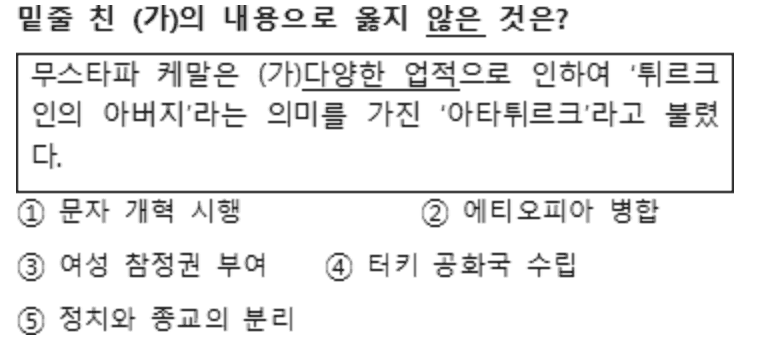 밑줄 친 (가)의 내용으로 옳지 않은 것은?
무스타파 케말은 (가)다양한 업적으로 인하여 '튀르크
인의 아버지'라는 의미를 가진 '아타튀르크'라고 불렸
다.
① 문자 개혁 시행 ② 에티오피아 병합
③ 여성 참정권 부여 ④ 터키 공화국 수립
⑤ 정치와 종교의 분리